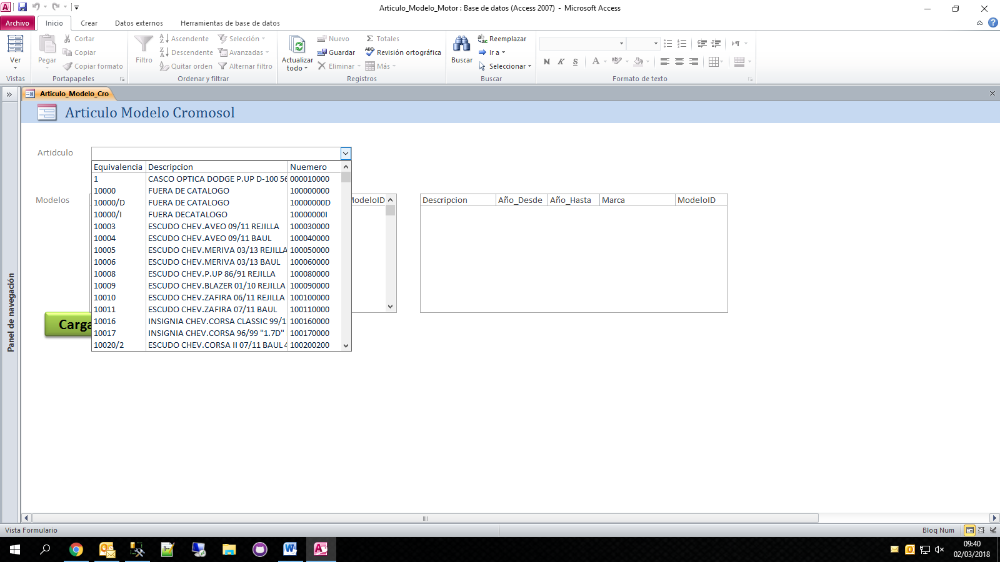 Articulo_Modelo_Motor : Base de datos (Access 2007) - Microsoft Access
Archivo Inicio Crear Datos externos Herramientas de base de datos
Ver
Vistas
Pegar
Cortar
Copiar
Copiar formato
Portapapeles
Filtro
Ascendente
Descendente
Quitar orden
Selección
Avanzadas
Alternar filtro
Ordenar y filtrar
Actualizar
todo
Nuevo
Guardar
Eliminar
Totales
Revisión ortográfica
Más
Registros
Buscar
Reemplazar
Ir a
Seleccionar
Buscar
N K S
Formato de texto
Articulo_Modelo_Cro
Articulo Modelo Cromosol
Panel de navegación
Artidculo
Equivalencia Descripcion Nuemero
1 CASCO OPTICA DODGE P.UP D-100 56 000010000
10000 FUERA DE CATALOGO 100000000
10000/D FUERA DE CATALOGO 10000000D
10000/I FUERA DECATALOGO 10000000I
10003 ESCUDO CHEV.AVEO 09/11 REJILLA 100030000
10004 ESCUDO CHEV.AVEO 09/11 BAUL 100040000
10005 ESCUDO CHEV.MERIVA 03/13 REJILLA 100050000
10006 ESCUDO CHEV.MERIVA 03/13 BAUL 100060000
10008 ESCUDO CHEV.P.UP 86/91 REJILLA 100080000
10009 ESCUDO CHEV.BLAZER 01/10 REJILLA 100090000
10010 ESCUDO CHEV.ZAFIRA 06/11 REJILLA 100100000
10011 ESCUDO CHEV.ZAFIRA 07/11 BAUL 100110000
10016 INSIGNIA CHEV.CORSA CLASSIC 99/1 100160000
10017 INSIGNIA CHEV.CORSA 96/99 "1.7D" 100170000
10020/2 ESCUDO CHEV.CORSA II 07/11 BAUL 4 100200200
Modelos
ModeloID
Descripcion Año_Desde Año_Hasta Marca ModeloID
Carga
Vista Formulario
Bloq Num
09:40
02/03/2018